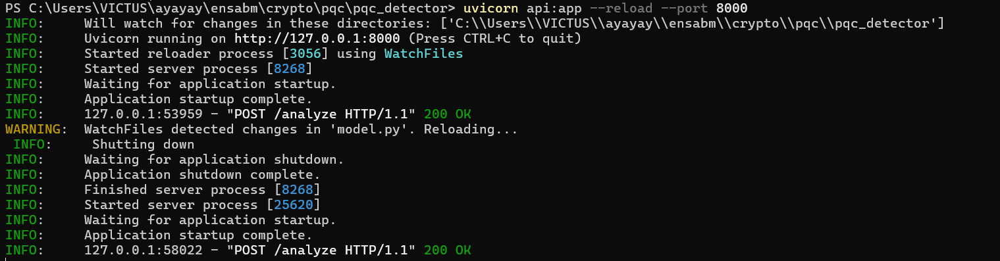 PS C:\Users\VICTUS\ayayay\ensabm\crypto\pqc\pqc_detector> uvicorn api:app --reload --port 8000
INFO:     Will watch for changes in these directories: ['C:\\Users\\VICTUS\\ayayay\\ensabm\\crypto\\pqc\\pqc_detector']
INFO:     Uvicorn running on http://127.0.0.1:8000 (Press CTRL+C to quit)
INFO:     Started reloader process [3056] using WatchFiles
INFO:     Started server process [8268]
INFO:     Waiting for application startup.
INFO:     Application startup complete.
INFO:     127.0.0.1:53959 - "POST /analyze HTTP/1.1" 200 OK
WARNING:  WatchFiles detected changes in 'model.py'. Reloading...
 INFO:     Shutting down
INFO:     Waiting for application shutdown.
INFO:     Application shutdown complete.
INFO:     Finished server process [8268]
INFO:     Started server process [25620]
INFO:     Waiting for application startup.
INFO:     Application startup complete.
INFO:     127.0.0.1:58022 - "POST /analyze HTTP/1.1" 200 OK